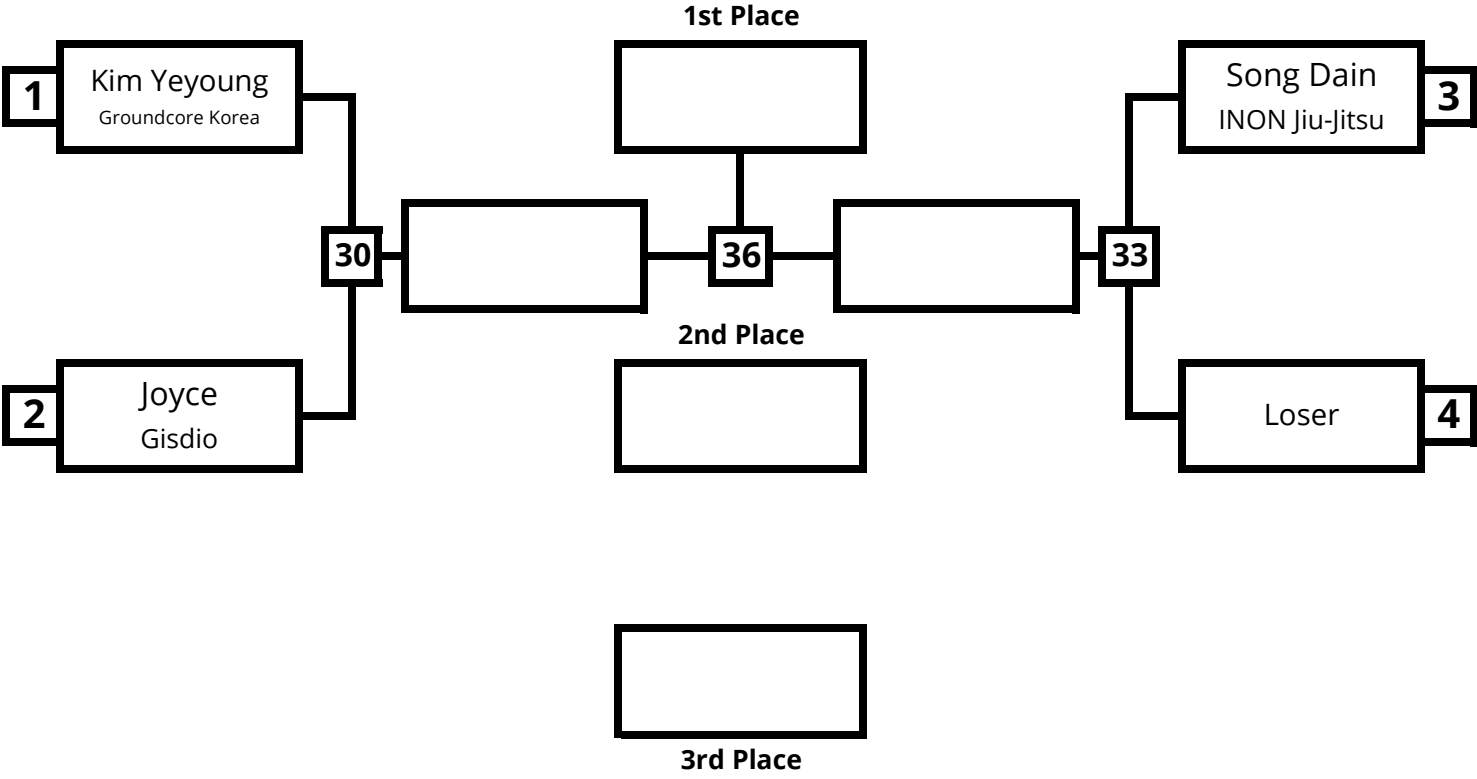 1st Place
1
Kim Yeyoung
Groundcore Korea
Song Dain
INON Jiu-Jitsu
3
30
36
33
2nd Place
2
Joyce
Gisdio
Loser
4
3rd Place